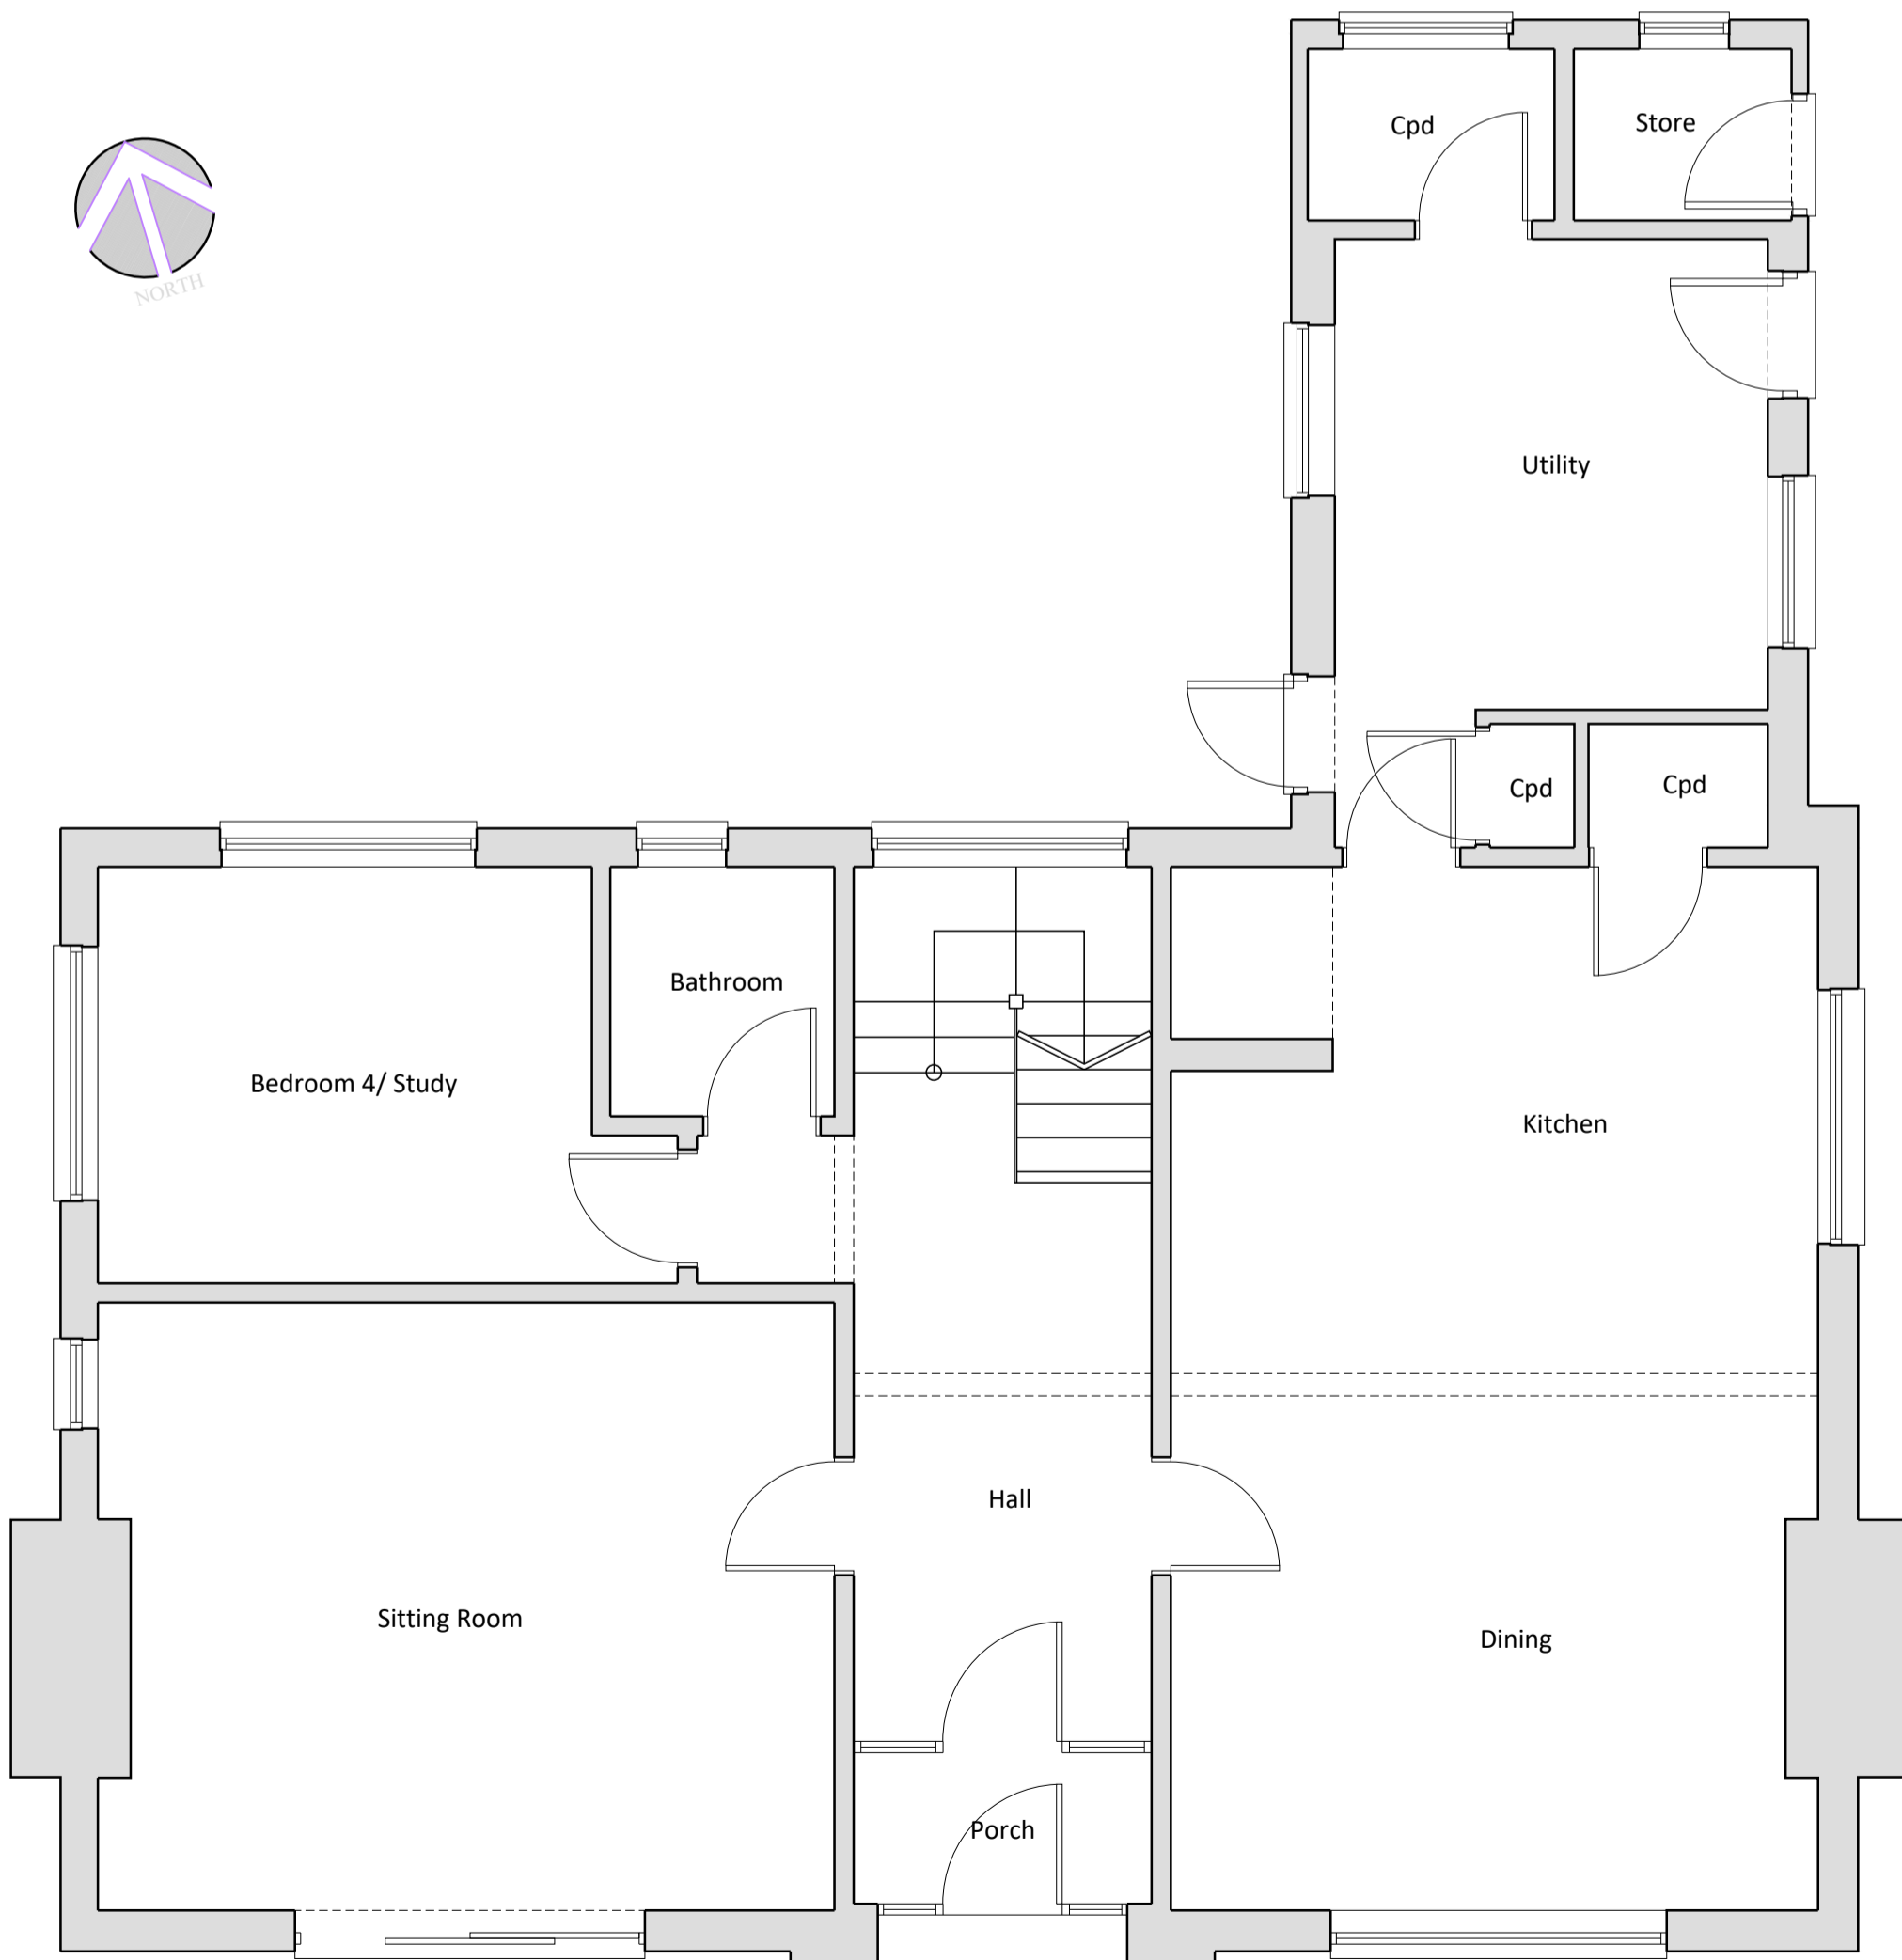 Cpd
Store
NORTH
Utility
Cpd
Cpd
Bathroom
Bedroom 4/ Study
Kitchen
Hall
Sitting Room
Dining
Porch